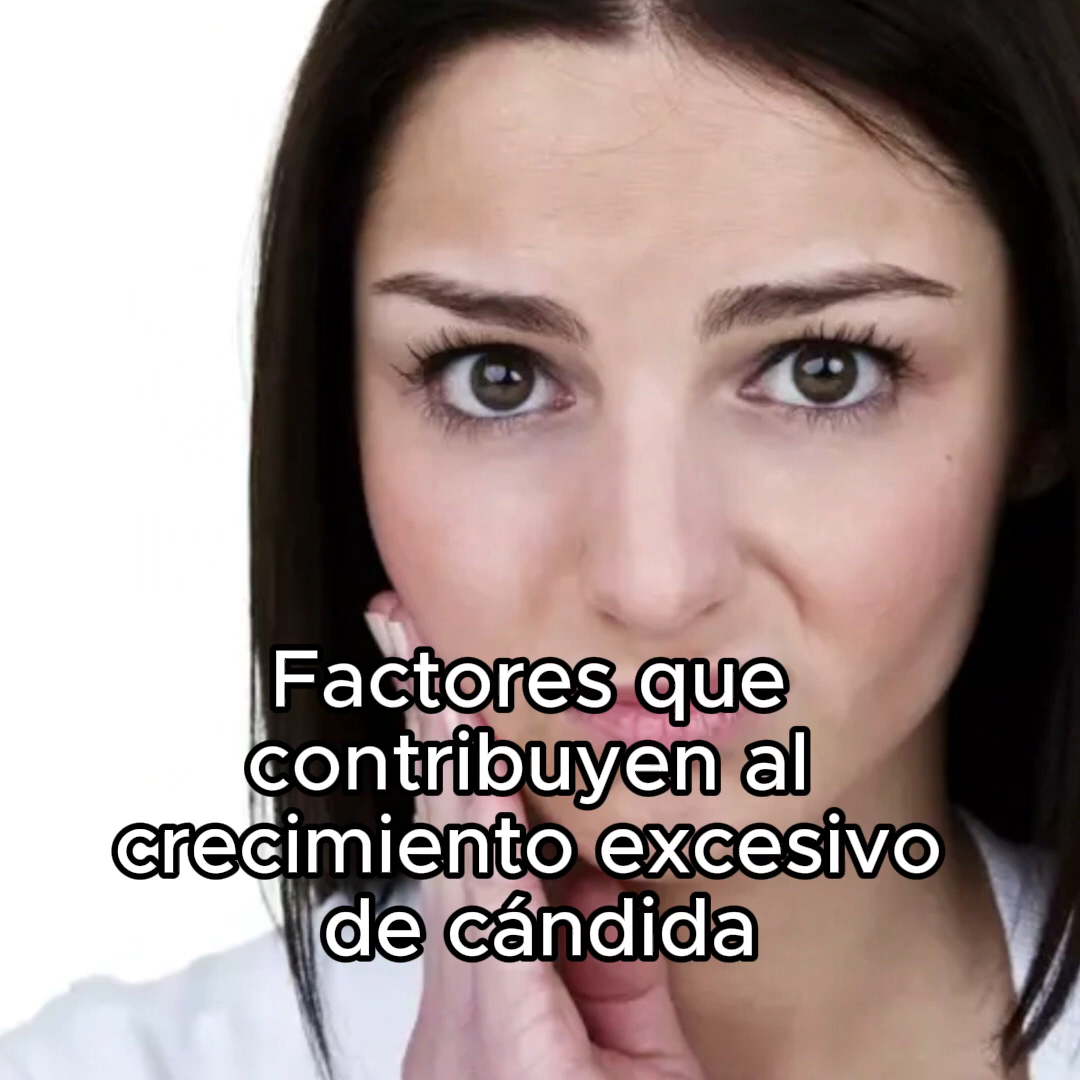 Factores que
contribuyen al
crecimiento excesivo
de cándida